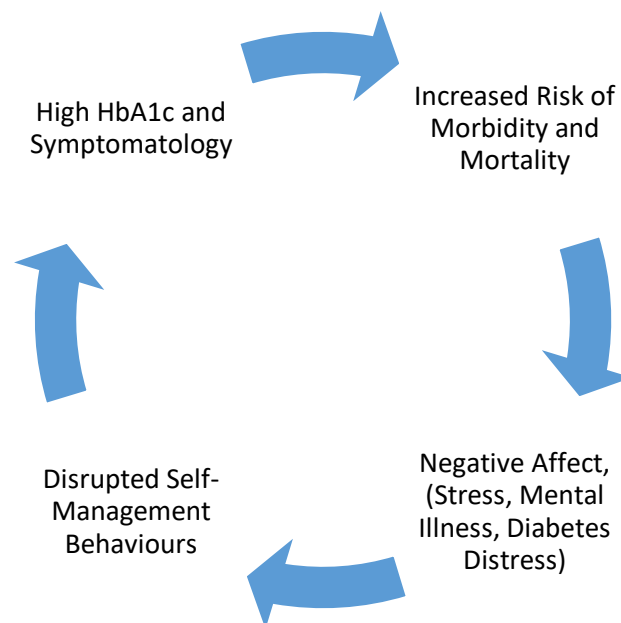 High HbA1c and
Symptomatology
Increased Risk of
Morbidity and
Mortality
Negative Affect,
(Stress, Mental
Illness, Diabetes
Distress)
Disrupted Self-
Management
Behaviours